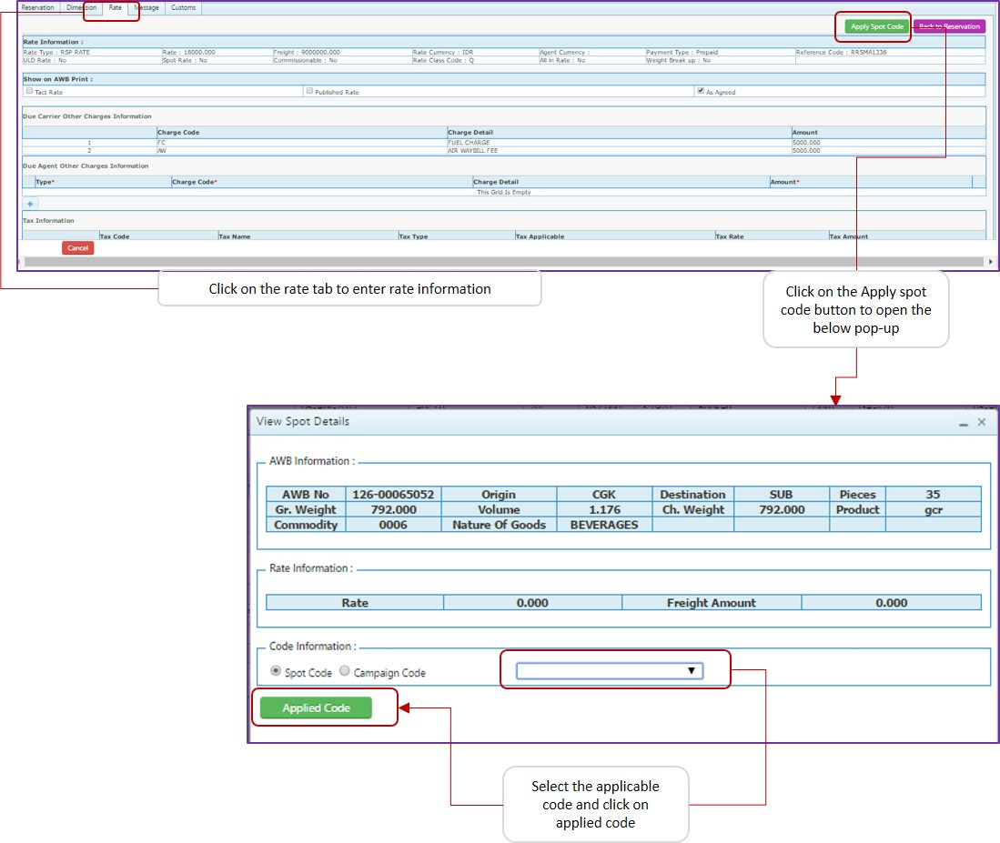 Reservation Dimension Rate Message Customs
Apply Spot Code Back to Reservation
Rate Information :
Rate Type : RSP RATE Rate : 18000.000 Freight : 9000000.000 Rate Currency : IDR Agent Currency : Payment Type : Prepaid Reference Code : RRSMA1336
ULD Rate : No Spot Rate : No Commissionable : No Rate Class Code : Q All in Rate : No Weight Break up : No
Show on AWB Print :
Tact Rate Published Rate As Agreed
Due Carrier Other Charges Information
Charge Code Charge Detail Amount
1 FC FUEL CHARGE 5000.000
2 AW AIR WAYBILL FEE 5000.000
Due Agent Other Charges Information
Type* Charge Code* Charge Detail Amount*
This Grid Is Empty
+
Tax Information
Tax Code Tax Name Tax Type Tax Applicable Tax Rate Tax Amount
Cancel
Click on the rate tab to enter rate information
Click on the Apply spot
code button to open the
below pop-up
View Spot Details
AWB Information :
AWB No 126-00065052 Origin CGK Destination SUB Pieces 35
Gr. Weight 792.000 Volume 1.176 Ch. Weight 792.000 Product gcr
Commodity 0006 Nature Of Goods BEVERAGES
Rate Information :
Rate 0.000 Freight Amount 0.000
Code Information :
Spot Code Campaign Code
Applied Code
Select the applicable
code and click on
applied code